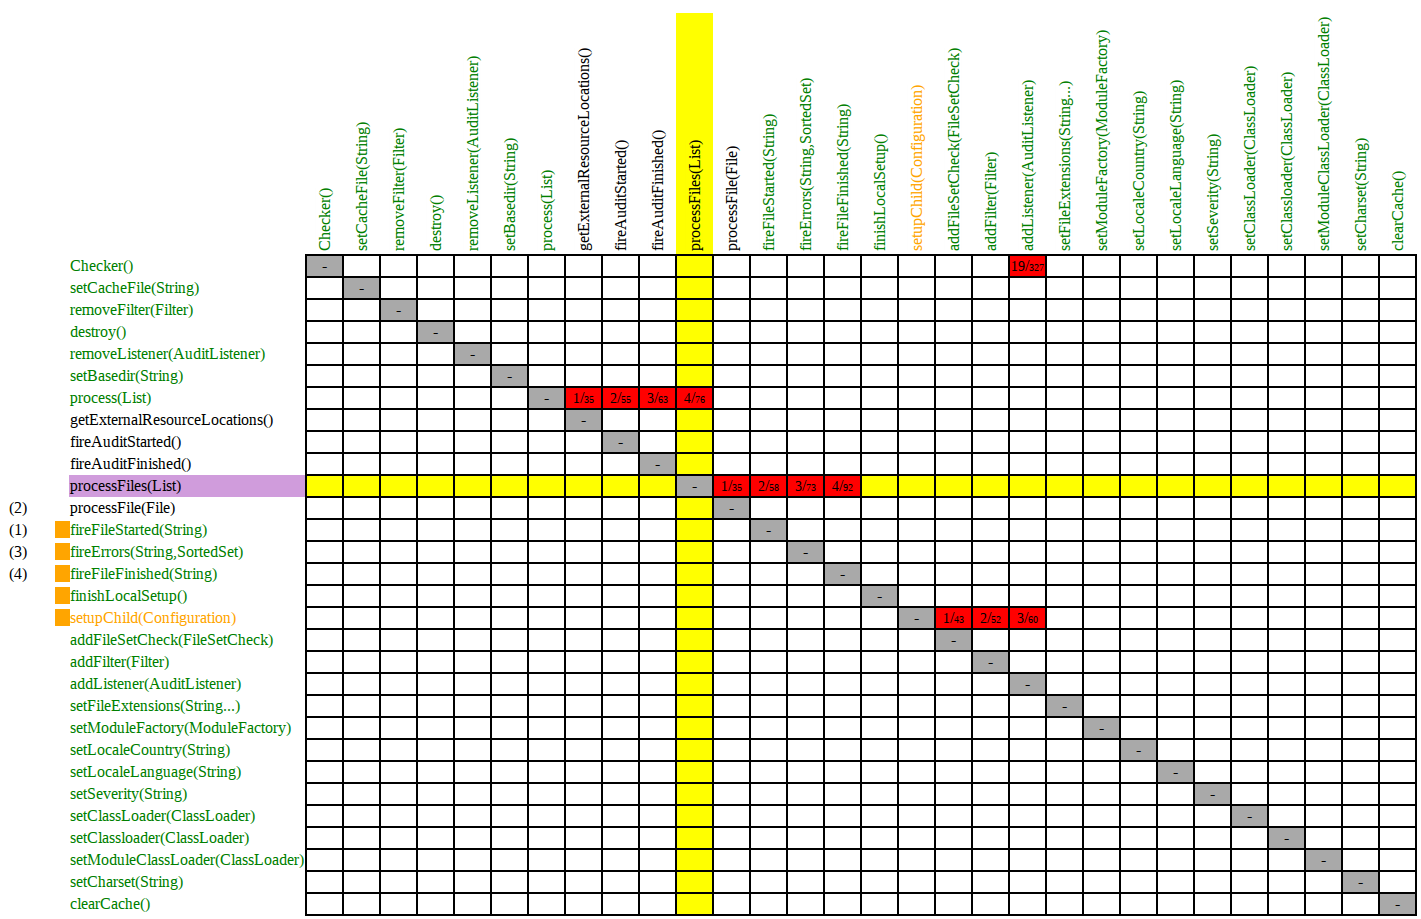 Checker()
setCacheFile(String)
removeFilter(Filter)
destroy()
removeListener(AuditListener)
setBasedir(String)
process(List)
getExternalResourceLocations()
fireAuditStarted()
fireAuditFinished()
processFiles(List)
processFile(File)
fireFileStarted(String)
fireErrors(String,SortedSet)
fireFileFinished(String)
finishLocalSetup()
setupChild(Configuration)
addFileSetCheck(FileSetCheck)
addFilter(Filter)
addListener(AuditListener)
setFileExtensions(String...)
setModuleFactory(ModuleFactory)
setLocaleCountry(String)
setLocaleLanguage(String)
setSeverity(String)
setClassLoader(ClassLoader)
setClassloader(ClassLoader)
setModuleClassLoader(ClassLoader)
setCharset(String)
clearCache()
Checker() - 19/327
setCacheFile(String) -
removeFilter(Filter) -
destroy() -
removeListener(AuditListener) -
setBasedir(String) -
process(List) - 1/35 2/55 3/63 4/76
getExternalResourceLocations() -
fireAuditStarted() -
fireAuditFinished() -
processFiles(List) - 1/35 2/58 3/73 4/92
(2) processFile(File) -
(1) fireFileStarted(String) -
(3) fireErrors(String,SortedSet) -
(4) fireFileFinished(String) -
finishLocalSetup() -
setupChild(Configuration) - 1/43 2/52 3/60
addFileSetCheck(FileSetCheck) -
addFilter(Filter) -
addListener(AuditListener) -
setFileExtensions(String...) -
setModuleFactory(ModuleFactory) -
setLocaleCountry(String) -
setLocaleLanguage(String) -
setSeverity(String) -
setClassLoader(ClassLoader) -
setClassloader(ClassLoader) -
setModuleClassLoader(ClassLoader) -
setCharset(String) -
clearCache() -